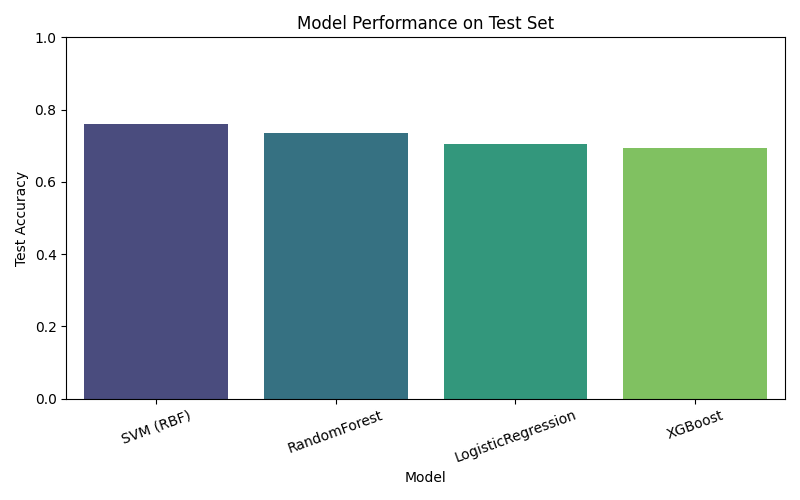 Model Performance on Test Set
Test Accuracy
1.0
0.8
0.6
0.4
0.2
0.0
SVM (RBF)
RandomForest
LogisticRegression
XGBoost
Model